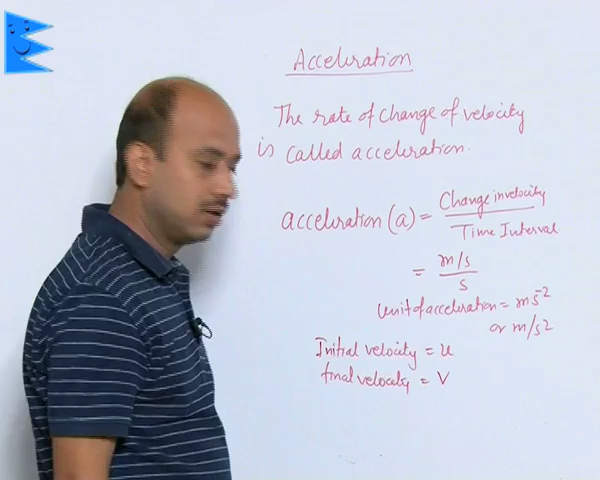 Acceleration
The rate of change of velocity
is called acceleration.
acceleration (a) = Change in velocity
Time Interval
= m/s
s
Unit of acceleration = ms⁻²
or m/s2
Initial velocity = u
final velocity = v